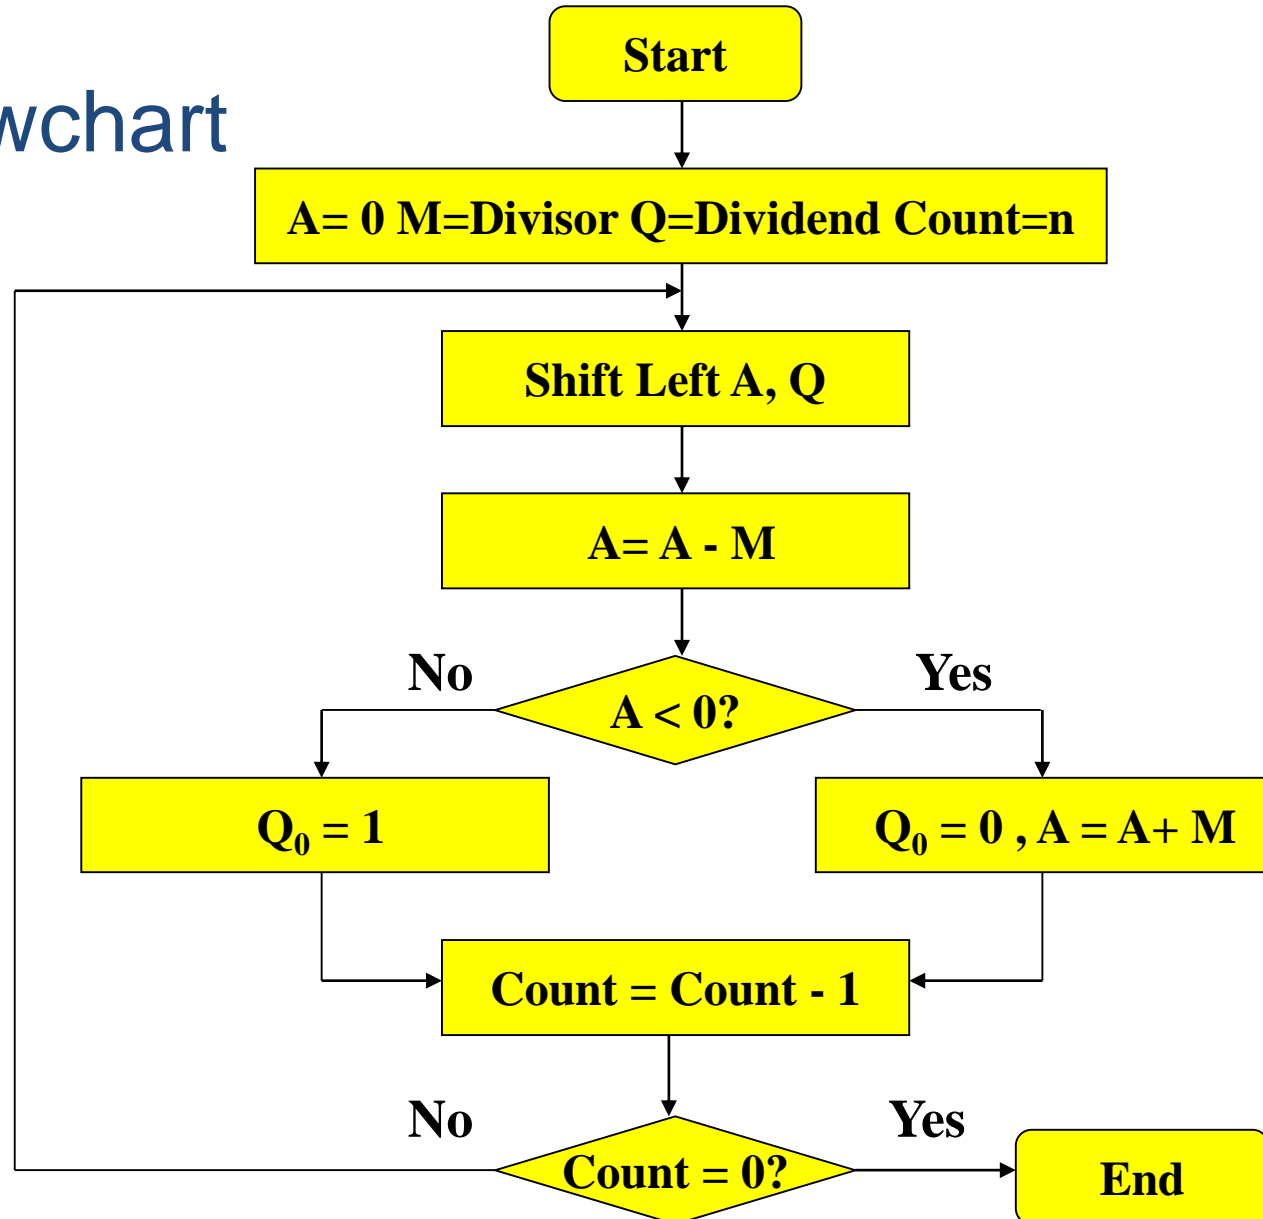 Start
wchart
A= 0 M=Divisor Q=Dividend Count=n
Shift Left A, Q
A= A - M
No
Yes
A < 0?
Q₀ = 1
Q₀ = 0 , A = A+ M
Count = Count - 1
No
Yes
Count = 0?
End